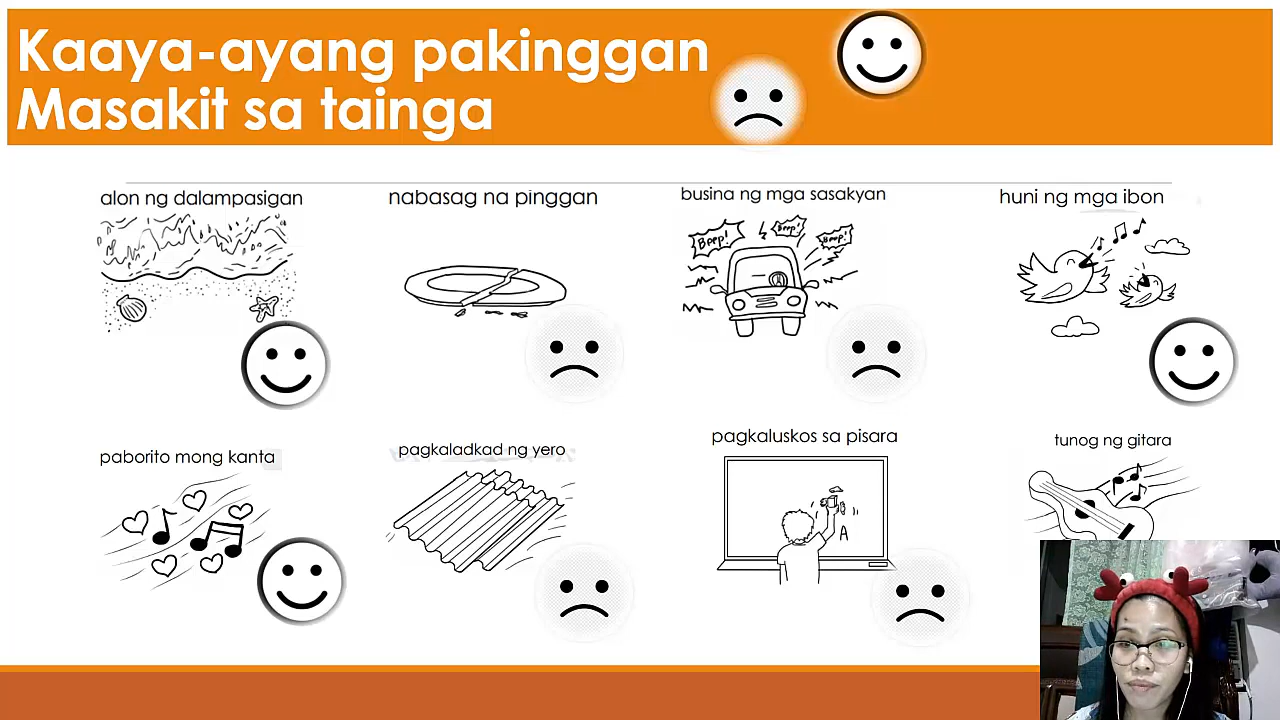 Kaaya-ayang pakinggan
Masakit sa tainga
alon ng dalampasigan
nabasag na pinggan
busina ng mga sasakyan
huni ng mga ibon
Beep!
Beep!
Beep!
paborito mong kanta
pagkaladkad ng yero
pagkaluskos sa pisara
tunog ng gitara
A